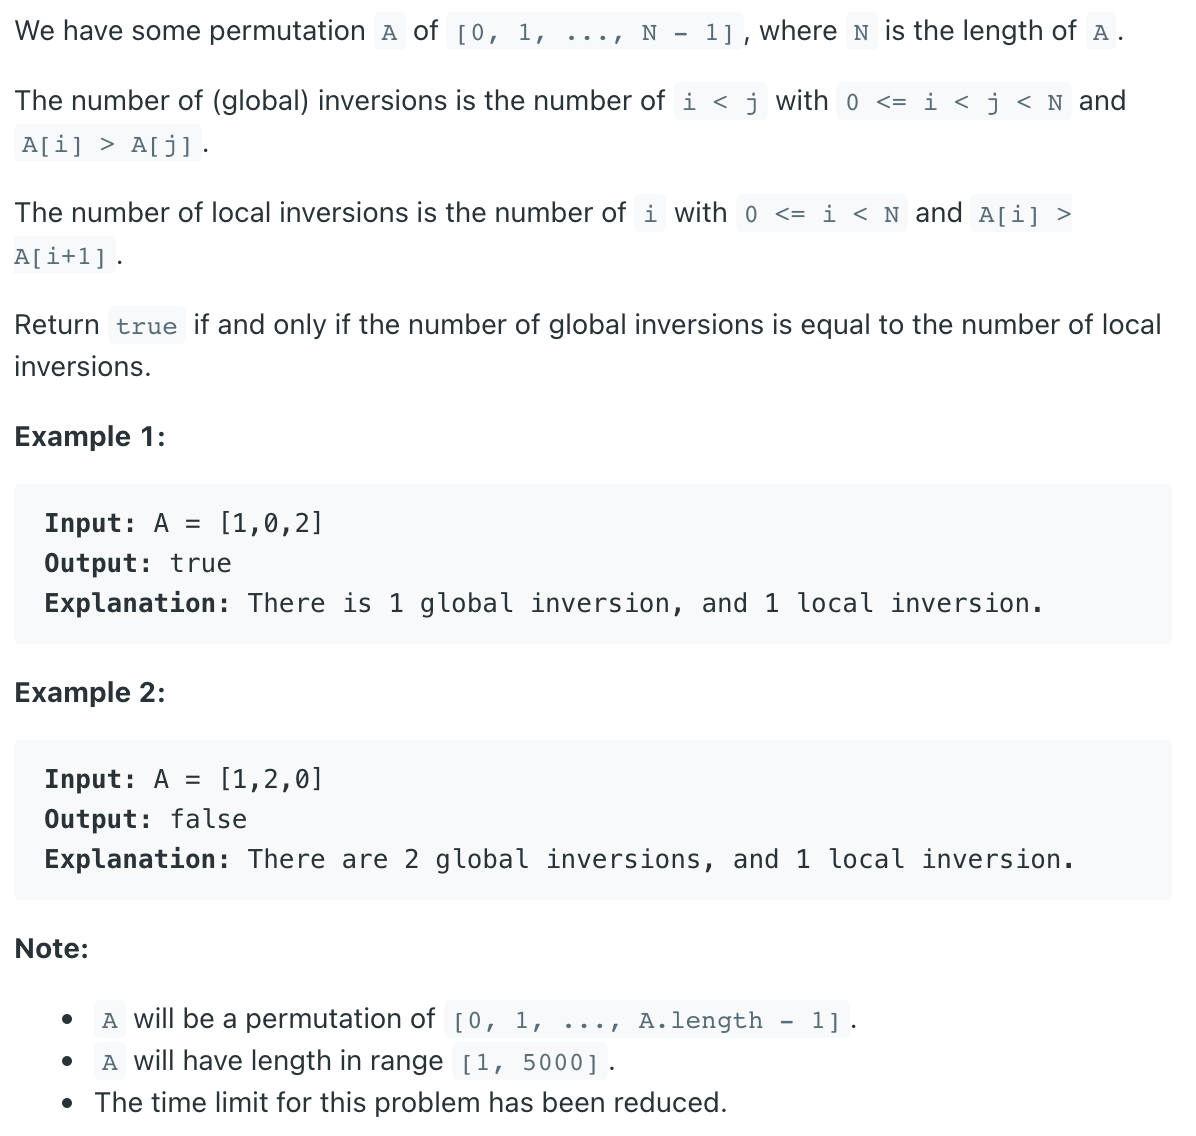 We have some permutation A of [0, 1, ..., N - 1], where N is the length of A.
The number of (global) inversions is the number of i < j with 0 <= i < j < N and
A[i] > A[j].
The number of local inversions is the number of i with 0 <= i < N and A[i] >
A[i+1].
Return true if and only if the number of global inversions is equal to the number of local
inversions.
Example 1:
Input: A = [1,0,2]
Output: true
Explanation: There is 1 global inversion, and 1 local inversion.
Example 2:
Input: A = [1,2,0]
Output: false
Explanation: There are 2 global inversions, and 1 local inversion.
Note:
• A will be a permutation of [0, 1, ..., A.length - 1].
• A will have length in range [1, 5000].
• The time limit for this problem has been reduced.